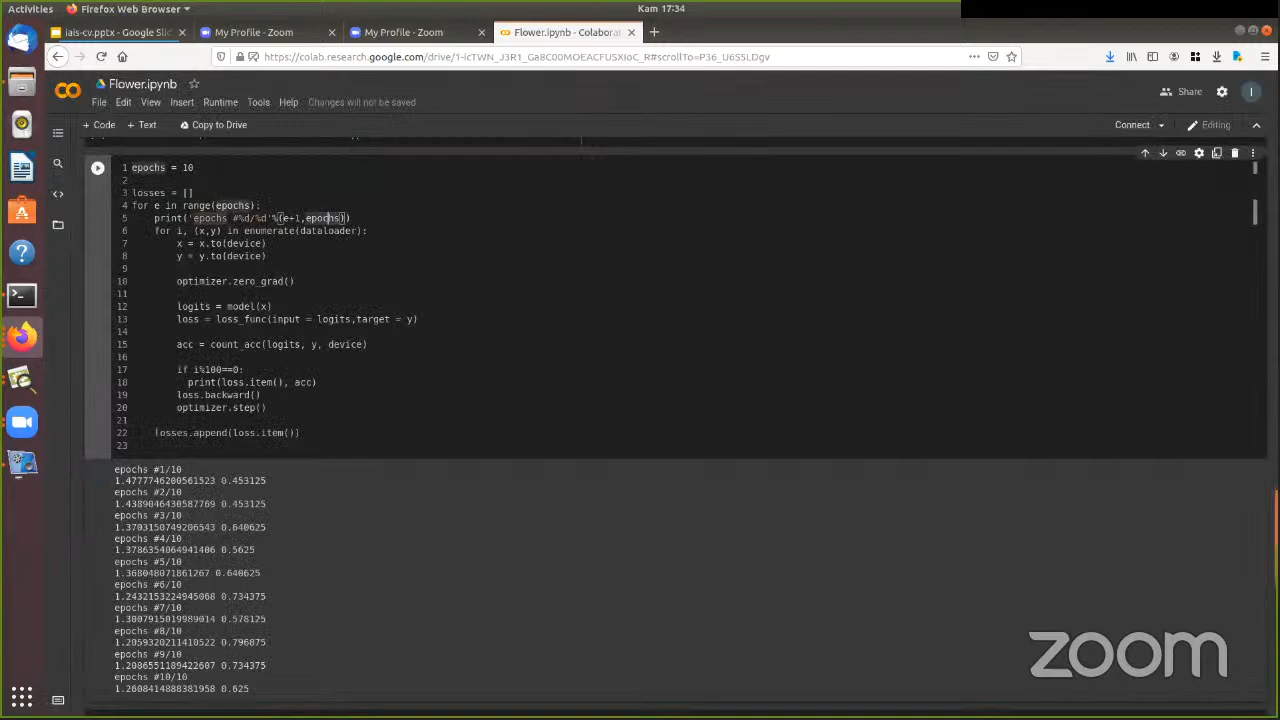 Activities Firefox Web Browser Kam 17:34
iais-cv.pptx - Google Slid My Profile - Zoom My Profile - Zoom Flower.ipynb - Colaborat
https://colab.research.google.com/drive/1-icTWN_J3R1_Ga8C00MOEACFUSXIoC_R#scrollTo=P36_U6S5LDgv
Flower.ipynb
File Edit View Insert Runtime Tools Help Changes will not be saved
Share I
+ Code + Text Copy to Drive Connect Editing
1 epochs = 10
2
3 losses = []
4 for e in range(epochs):
5 print('epochs #%d/%d'%(e+1,epochs))
6 for i, (x,y) in enumerate(dataloader):
7 x = x.to(device)
8 y = y.to(device)
9
10 optimizer.zero_grad()
11
12 logits = model(x)
13 loss = loss_func(input = logits,target = y)
14
15 acc = count_acc(logits, y, device)
16
17 if i%100==0:
18 print(loss.item(), acc)
19 loss.backward()
20 optimizer.step()
21
22 losses.append(loss.item())
23
epochs #1/10
1.4777746200561523 0.453125
epochs #2/10
1.4389046430587769 0.453125
epochs #3/10
1.3703150749206543 0.640625
epochs #4/10
1.3786354064941406 0.5625
epochs #5/10
1.368048071861267 0.640625
epochs #6/10
1.2432153224945068 0.734375
epochs #7/10
1.3007915019989014 0.578125
epochs #8/10
1.2059320211410522 0.796875
epochs #9/10
1.2086551189422607 0.734375
epochs #10/10
1.2608414888381958 0.625
zoom